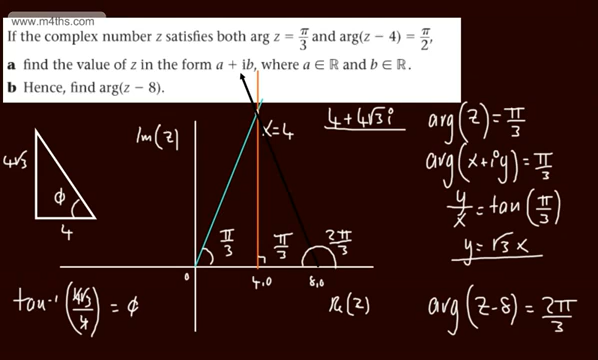 www.m4ths.com
If the complex number z satisfies both arg z = π/3 and arg(z − 4) = π/2,
a find the value of z in the form a + ib, where a ∈ ℝ and b ∈ ℝ.
b Hence, find arg(z − 8).
4+4√3i
arg(z) = π/3
Im(z)
x=4
arg(x+iy) = π/3
4√3
φ
4
y/x = tan(π/3)
y = √3x
π/3
π/3
2π/3
0
4,0
8,0
Re(z)
tan⁻¹(4√3/4) = φ
arg(z−8) = 2π/3